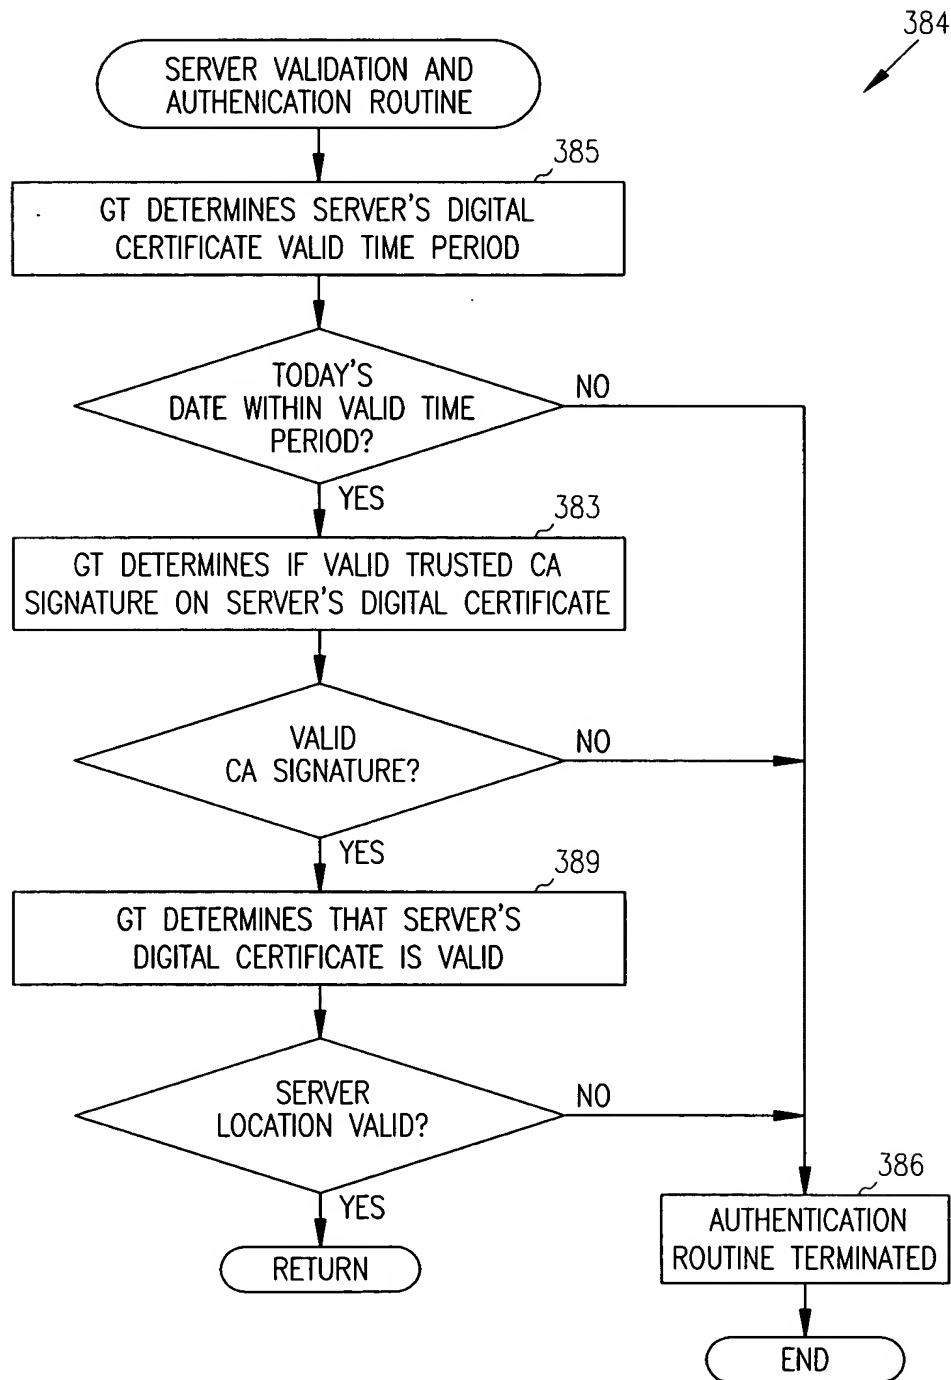 384
SERVER VALIDATION AND
AUTHENICATION ROUTINE
385
GT DETERMINES SERVER'S DIGITAL
CERTIFICATE VALID TIME PERIOD
TODAY'S
DATE WITHIN VALID TIME
PERIOD?
NO
YES
383
GT DETERMINES IF VALID TRUSTED CA
SIGNATURE ON SERVER'S DIGITAL CERTIFICATE
VALID
CA SIGNATURE?
NO
YES
389
GT DETERMINES THAT SERVER'S
DIGITAL CERTIFICATE IS VALID
SERVER
LOCATION VALID?
NO
YES
RETURN
386
AUTHENTICATION
ROUTINE TERMINATED
END